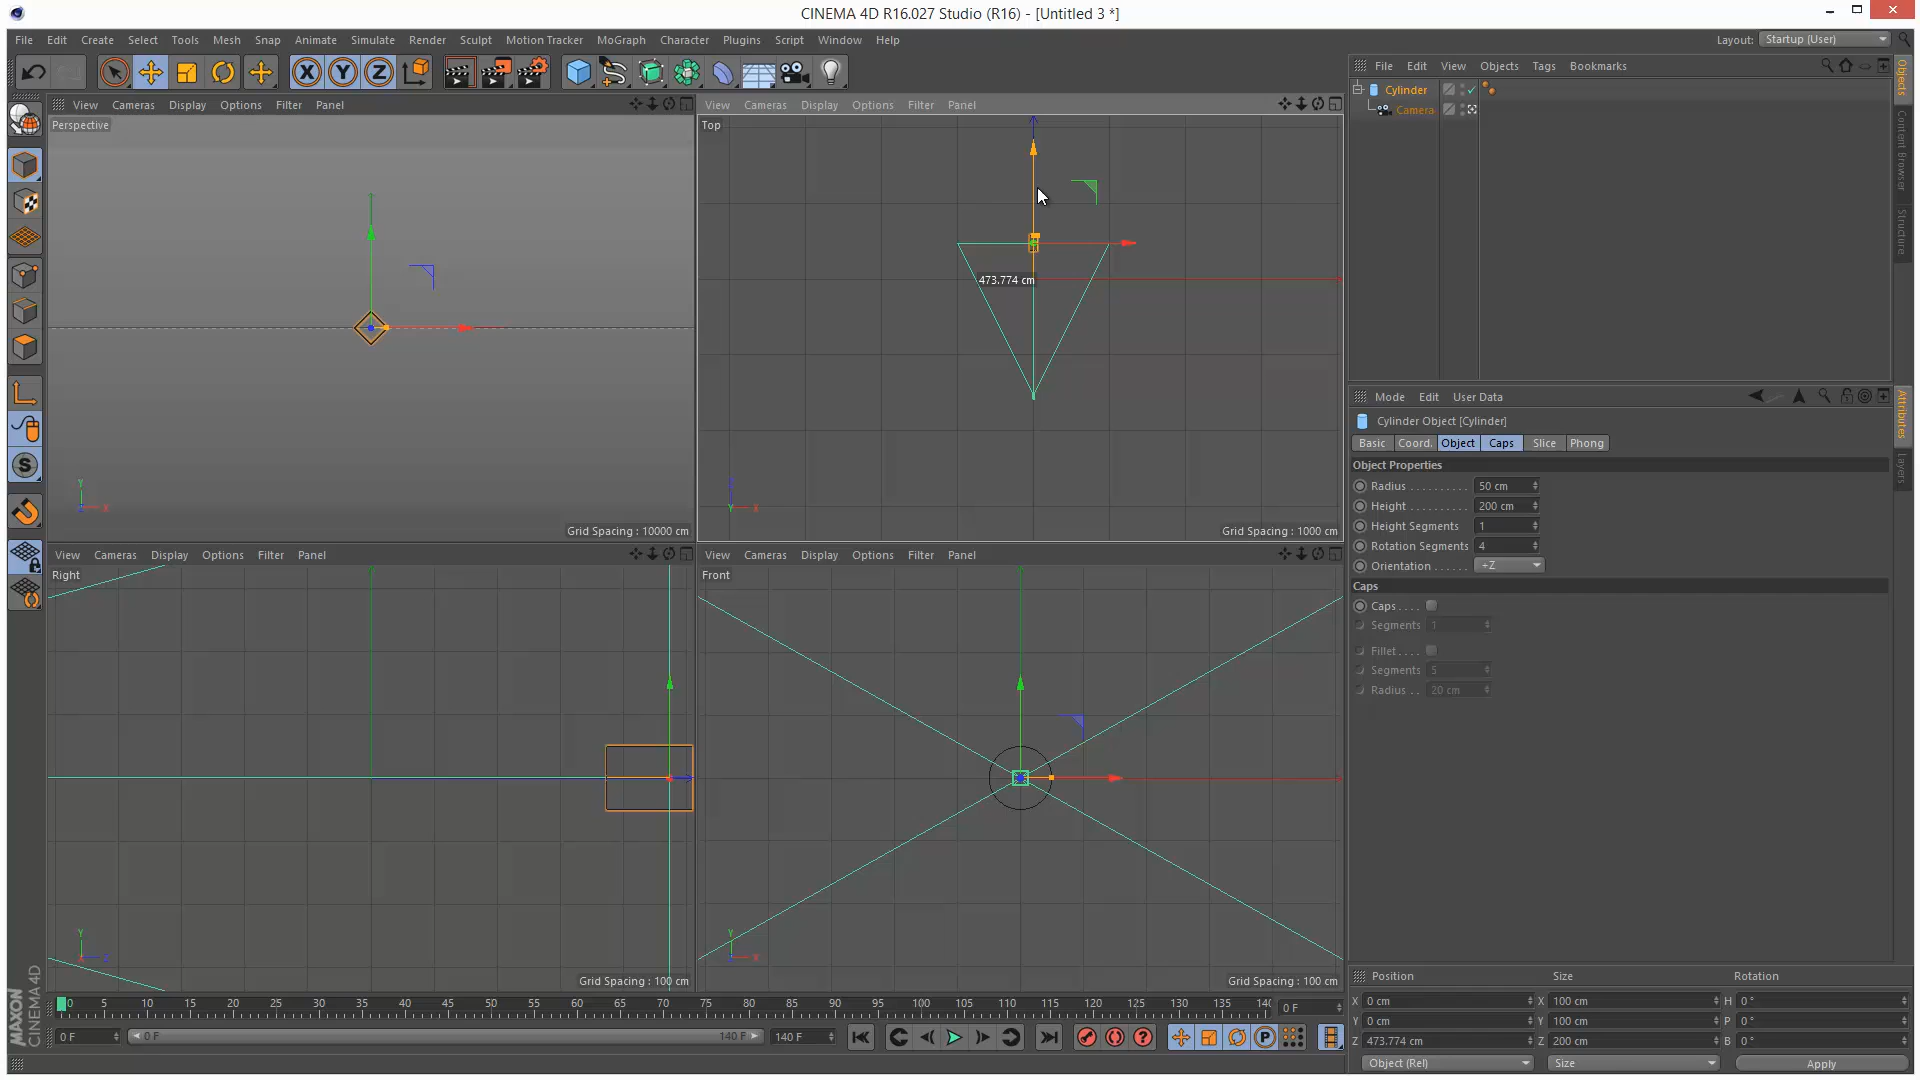 CINEMA 4D R16.027 Studio (R16) - [Untitled 3 *]
File Edit Create Select Tools Mesh Snap Animate Simulate Render Sculpt Motion Tracker MoGraph Character Plugins Script Window Help
Layout: Startup (User)
X Y Z
File Edit View Objects Tags Bookmarks
Cylinder
Camera
Objects
Content Browser
Structure
View Cameras Display Options Filter Panel
Perspective
Y
X
Grid Spacing : 10000 cm
View Cameras Display Options Filter Panel
Top
473.774 cm
Y X
Grid Spacing : 1000 cm
S
View Cameras Display Options Filter Panel
Right
Y
Grid Spacing : 100 cm
View Cameras Display Options Filter Panel
Front
Y
X
Grid Spacing : 100 cm
Mode Edit User Data
Attributes
Layers
Cylinder Object [Cylinder]
Basic Coord. Object Caps Slice Phong
Object Properties
Radius . . . . . . . . . . 50 cm
Height . . . . . . . . . . 200 cm
Height Segments 1
Rotation Segments 4
Orientation . . . . . . +Z
Caps
Caps . . . .
Segments 1
Fillet . . . .
Segments 5
Radius . . 20 cm
0 5 10 15 20 25 30 35 40 45 50 55 60 65 70 75 80 85 90 95 100 105 110 115 120 125 130 135 14 0 F
0 F 0 F 140 F 140 F
P
MAXON
CINEMA 4D
Position Size Rotation
X 0 cm X 100 cm H 0 °
Y 0 cm Y 100 cm P 0 °
Z 473.774 cm Z 200 cm B 0 °
Object (Rel) Size Apply